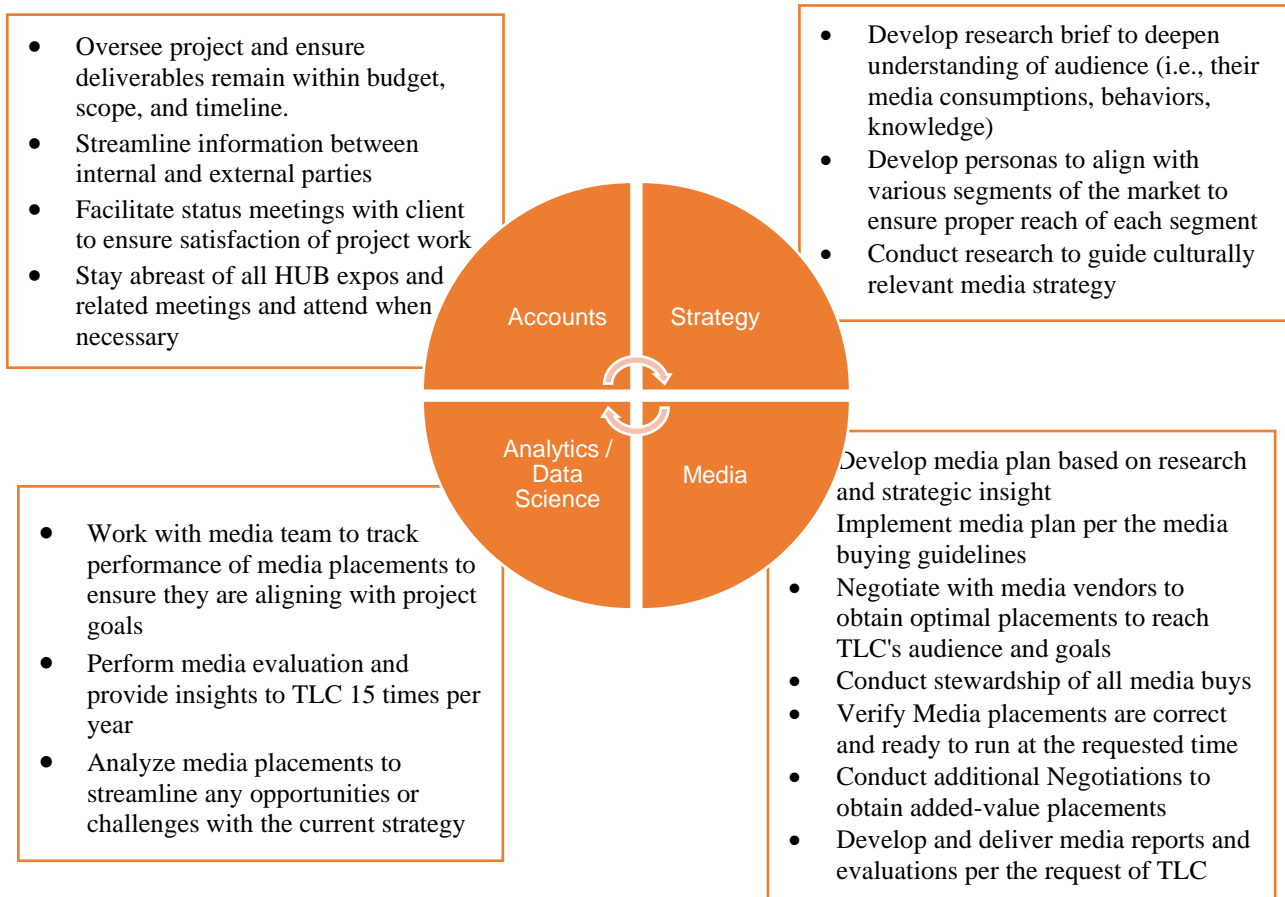 • Oversee project and ensure
deliverables remain within budget,
scope, and timeline.
• Streamline information between
internal and external parties
• Facilitate status meetings with client
to ensure satisfaction of project work
• Stay abreast of all HUB expos and
related meetings and attend when
necessary
• Develop research brief to deepen
understanding of audience (i.e., their
media consumptions, behaviors,
knowledge)
• Develop personas to align with
various segments of the market to
ensure proper reach of each segment
• Conduct research to guide culturally
relevant media strategy
Accounts
Strategy
Analytics /
Data
Science
Media
• Work with media team to track
performance of media placements to
ensure they are aligning with project
goals
• Perform media evaluation and
provide insights to TLC 15 times per
year
• Analyze media placements to
streamline any opportunities or
challenges with the current strategy
Develop media plan based on research
and strategic insight
Implement media plan per the media
buying guidelines
• Negotiate with media vendors to
obtain optimal placements to reach
TLC's audience and goals
• Conduct stewardship of all media buys
• Verify Media placements are correct
and ready to run at the requested time
• Conduct additional Negotiations to
obtain added-value placements
• Develop and deliver media reports and
evaluations per the request of TLC